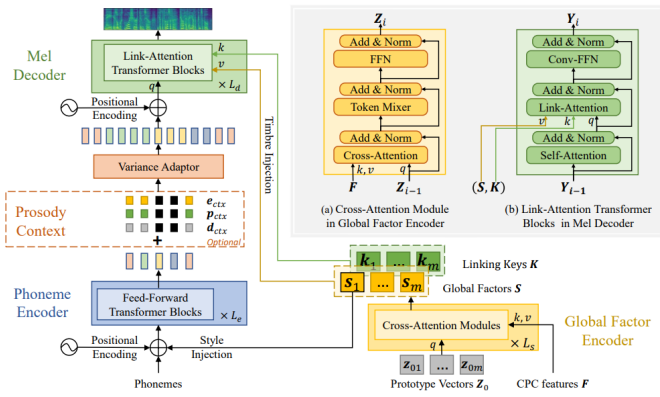 Mel
Decoder
Link-Attention
Transformer Blocks
k
v
q
× L_d
Positional
Encoding
Variance Adaptor
Prosody
Context
e_ctx
p_ctx
d_ctx
+
Optional
Phoneme
Encoder
Feed-Forward
Transformer Blocks
× L_e
Positional
Encoding
Style
Injection
Phonemes
Timbre Injection
Z_i
Add & Norm
FFN
Add & Norm
Token Mixer
Add & Norm
Cross-Attention
k, v
F
Z_{i−1}
(a) Cross-Attention Module
in Global Factor Encoder
Y_i
Add & Norm
Conv-FFN
Add & Norm
Link-Attention
v
k
q
Add & Norm
Self-Attention
(S, K)
Y_{i−1}
(b) Link-Attention Transformer
Blocks in Mel Decoder
k_1 ... k_m
Linking Keys K
s_1 ... s_m
Global Factors S
Cross-Attention Modules
k, v
q
× L_s
Global Factor
Encoder
z_{01} ... z_{0m}
Prototype Vectors Z_0
CPC features F